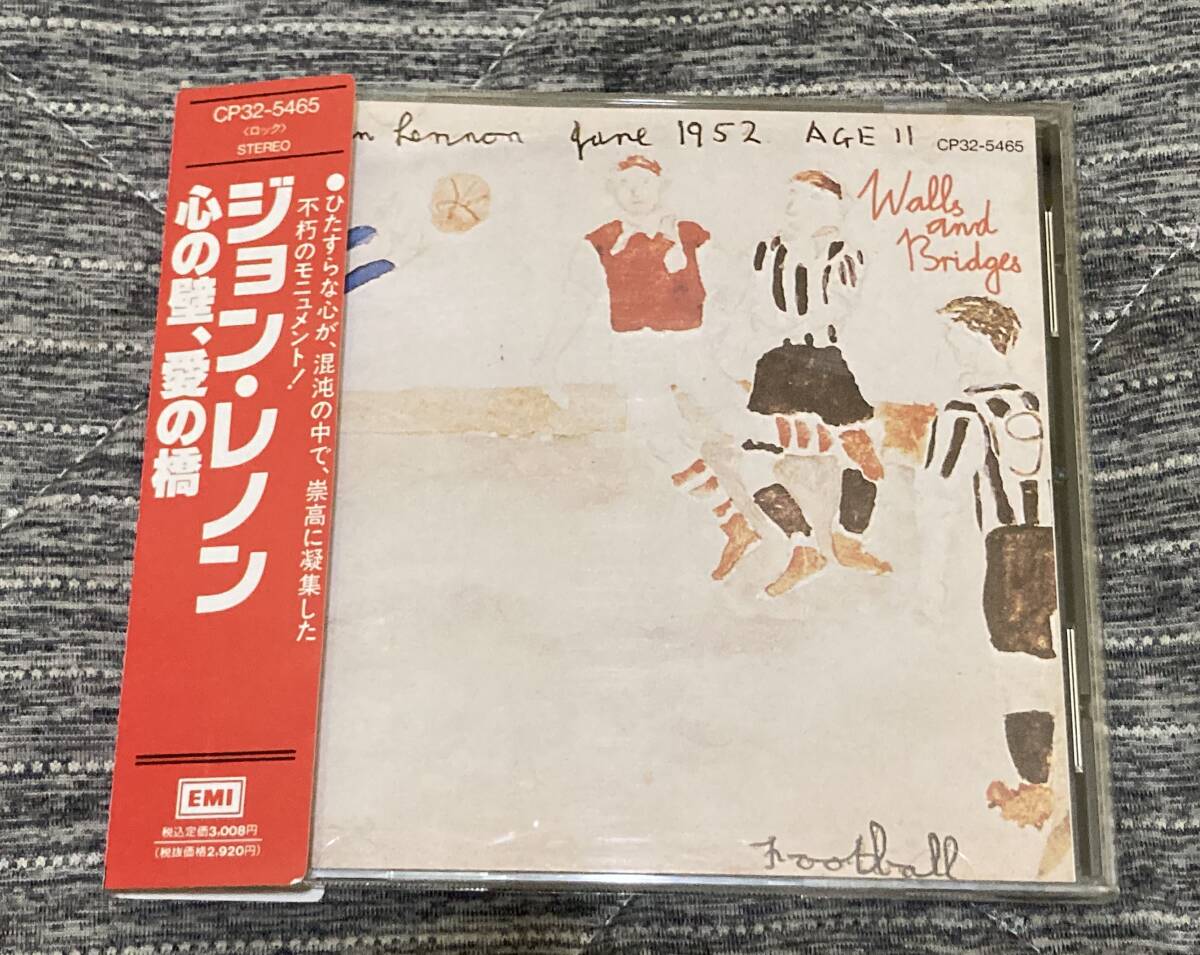 CP32-5465
〈ロック〉
STEREO
●ひたすらな心が、混沌の中で、崇高に凝集した
不朽のモニュメント!
ジョン・レノン
心の壁、愛の橋
EMI
税込定価3,008円
(税抜価格2,920円)
n Lennon June 1952 AGE 11
CP32-5465
Walls
and
Bridges
9
Football